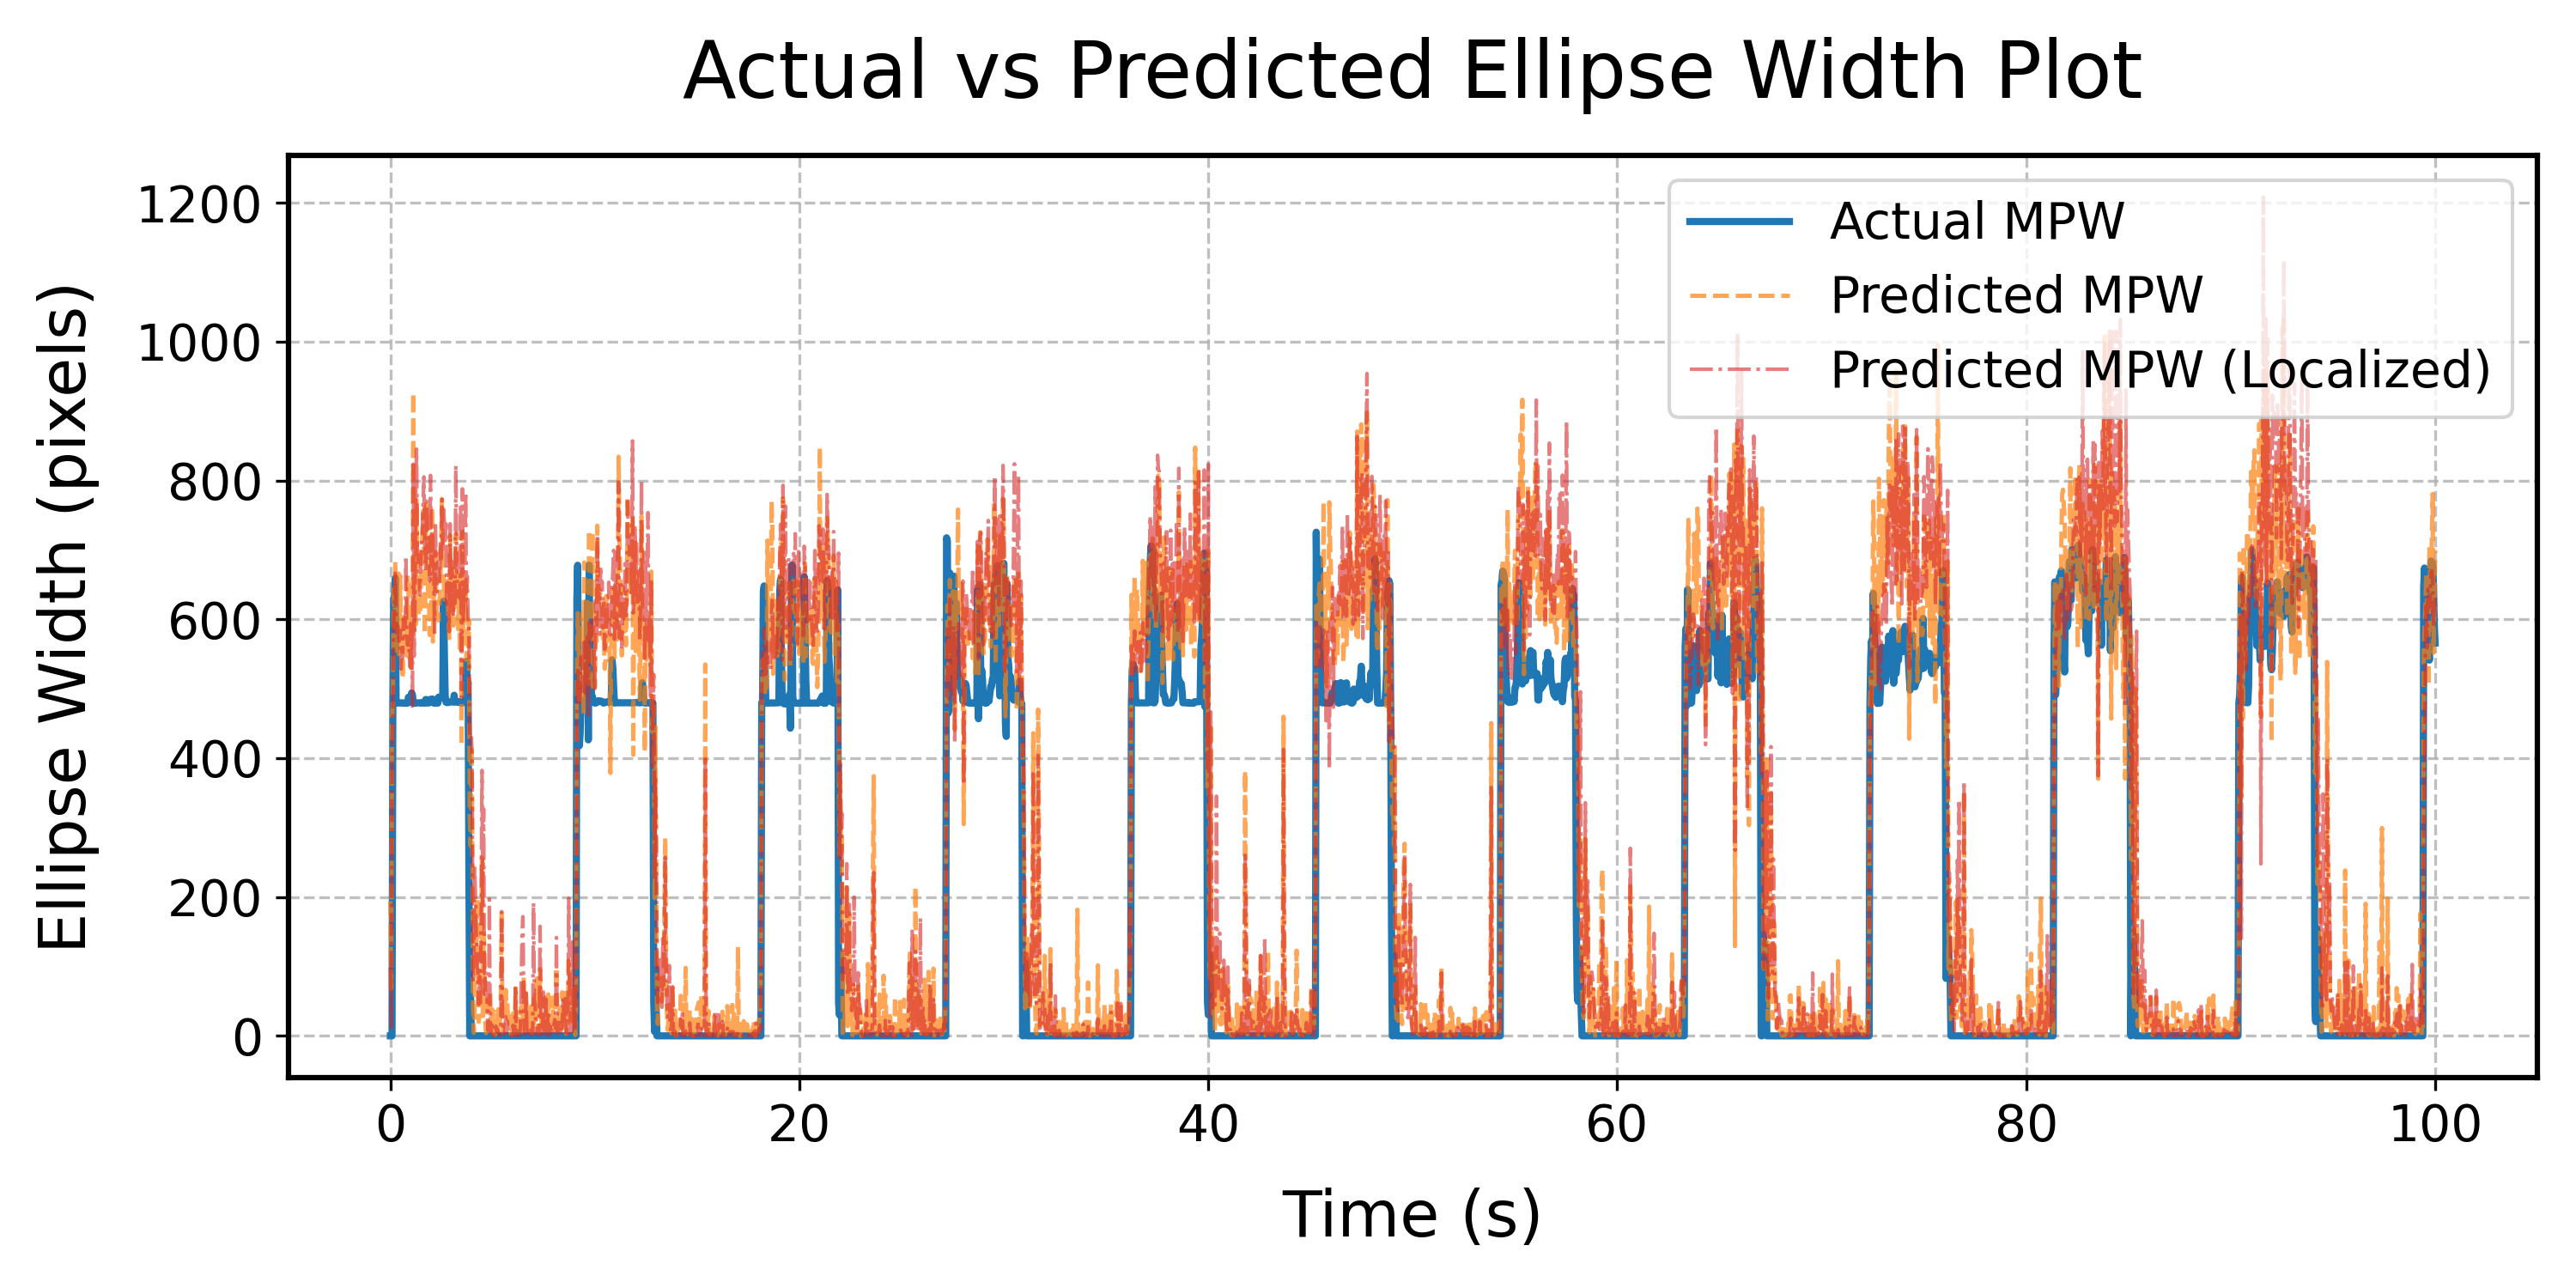 Actual vs Predicted Ellipse Width Plot
1200
1000
800
600
400
200
0
Ellipse Width (pixels)
Actual MPW
Predicted MPW
Predicted MPW (Localized)
0 20 40 60 80 100
Time (s)